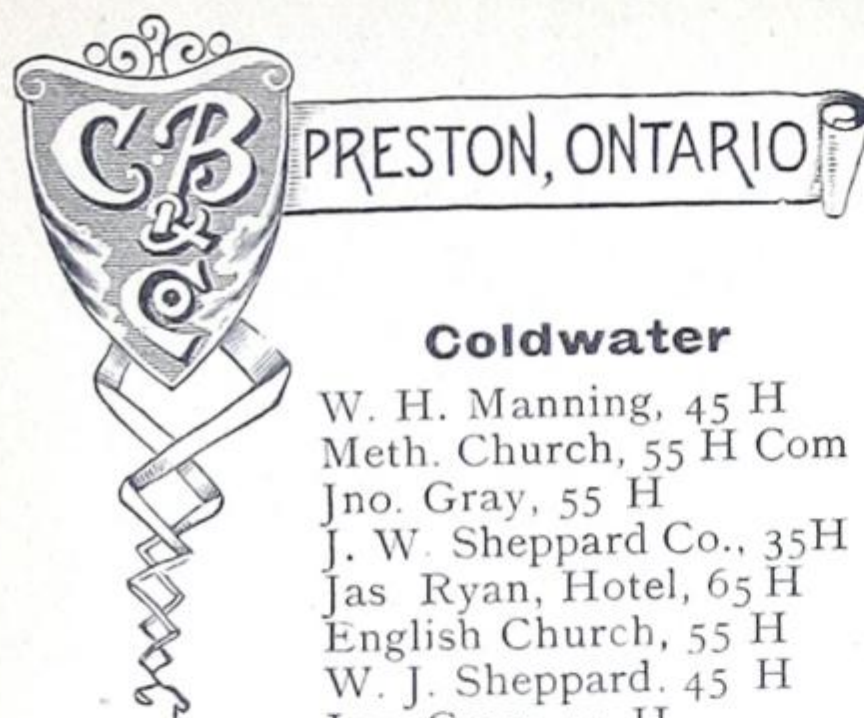 C.B
& Co
PRESTON, ONTARIO
Coldwater
W. H. Manning, 45 H
Meth. Church, 55 H Com
Jno. Gray, 55 H
J. W. Sheppard Co., 35H
Jas Ryan, Hotel, 65 H
English Church, 55 H
W. J. Sheppard. 45 H
H